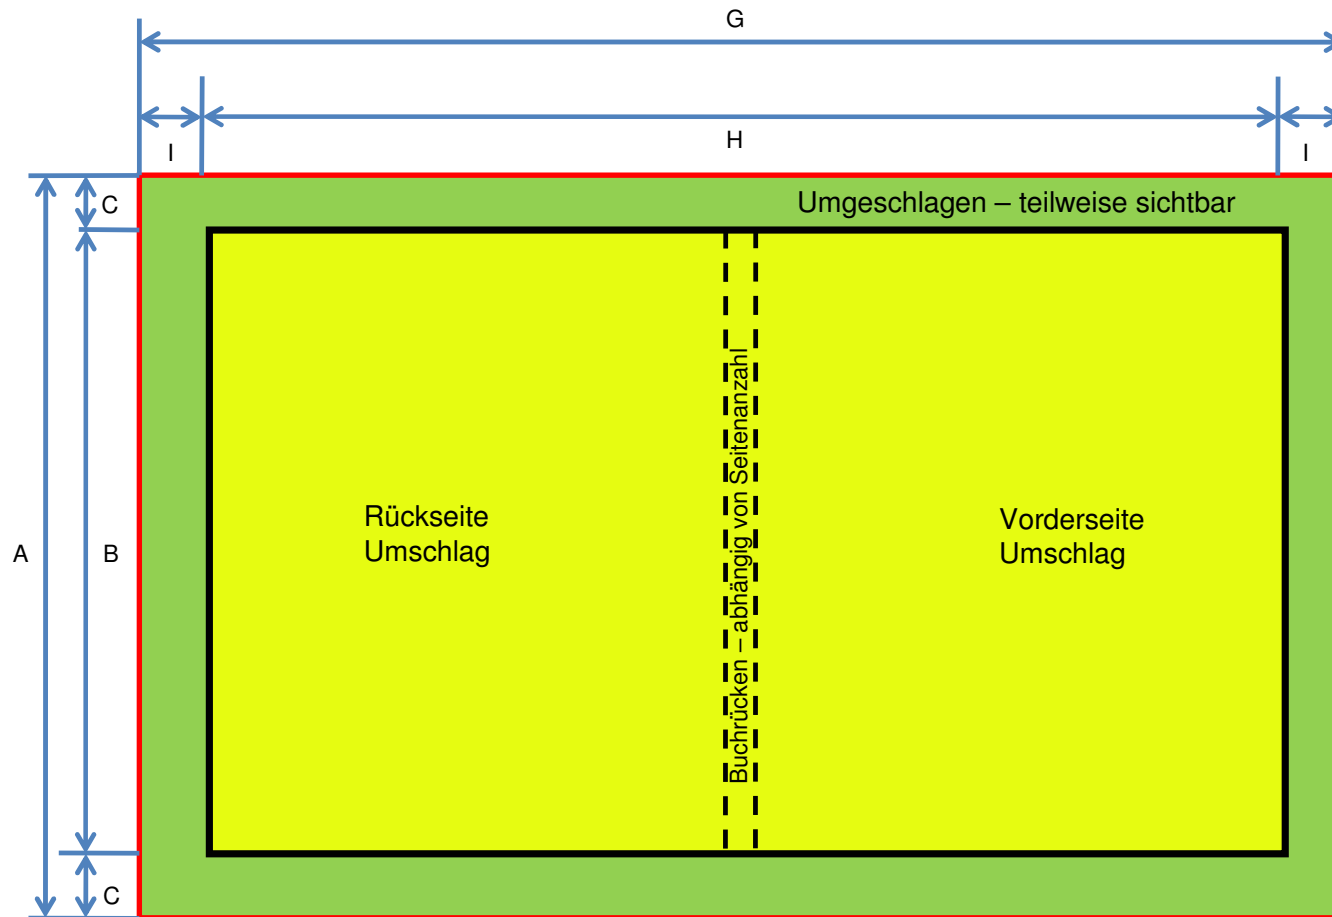 G
H
I
I
C
Umgeschlagen – teilweise sichtbar
A
B
Rückseite
Umschlag
Buchrücken – abhängig von Seitenanzahl
Vorderseite
Umschlag
C